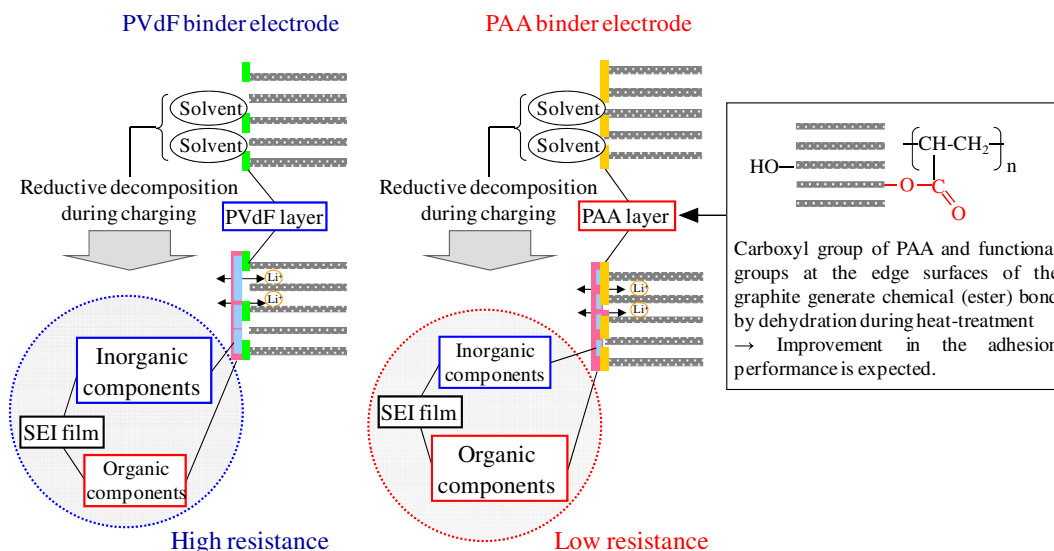 PVdF binder electrode
Solvent
Solvent
Reductive decomposition
during charging
PVdF layer
Li+
Li+
Inorganic
components
SEI film
Organic
components
High resistance
PAA binder electrode
Solvent
Solvent
Reductive decomposition
during charging
PAA layer
Li+
Li+
Inorganic
components
SEI film
Organic
components
Low resistance
HO
CH-CH2
n
O
C
O
Carboxyl group of PAA and functiona
groups at the edge surfaces of the
graphite generate chemical (ester) bond
by dehydration during heat-treatment
→ Improvement in the adhesion
performance is expected.